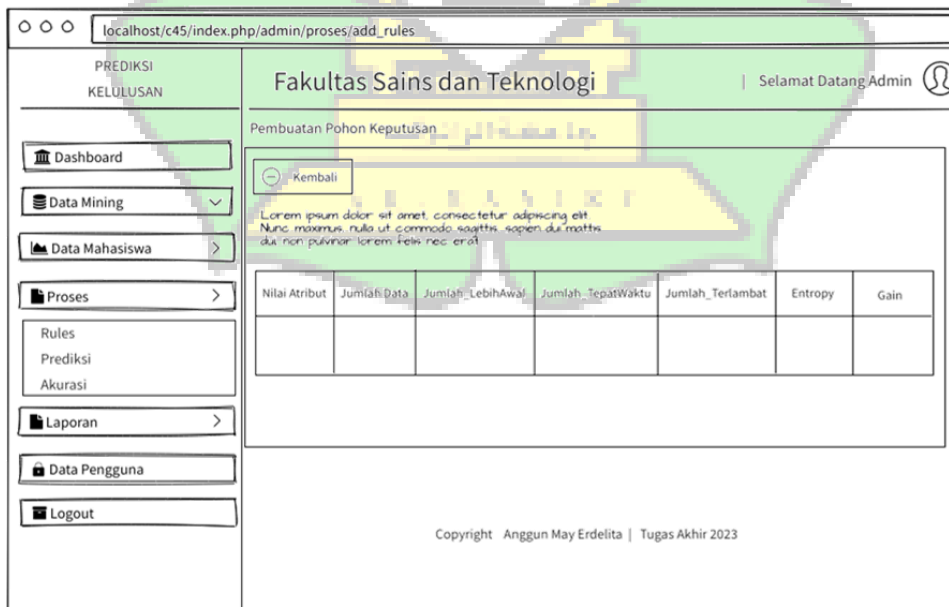 localhost/c45/index.php/admin/proses/add_rules
PREDIKSI
KELULUSAN
Dashboard
Data Mining
Data Mahasiswa
Proses
Rules
Prediksi
Akurasi
Laporan
Data Pengguna
Logout
Fakultas Sains dan Teknologi
| Selamat Datang Admin
Pembuatan Pohon Keputusan
Kembali
Lorem ipsum dolor sit amet, consectetur adipiscing elit.
Nunc maximus, nulla ut commodo sagittis, sapien dui mattis
dui, non pulvinar lorem felis nec erat
Nilai Atribut Jumlah Data Jumlah_LebihAwal Jumlah_TepatWaktu Jumlah_Terlambat Entropy Gain
Copyright Anggun May Erdelita | Tugas Akhir 2023